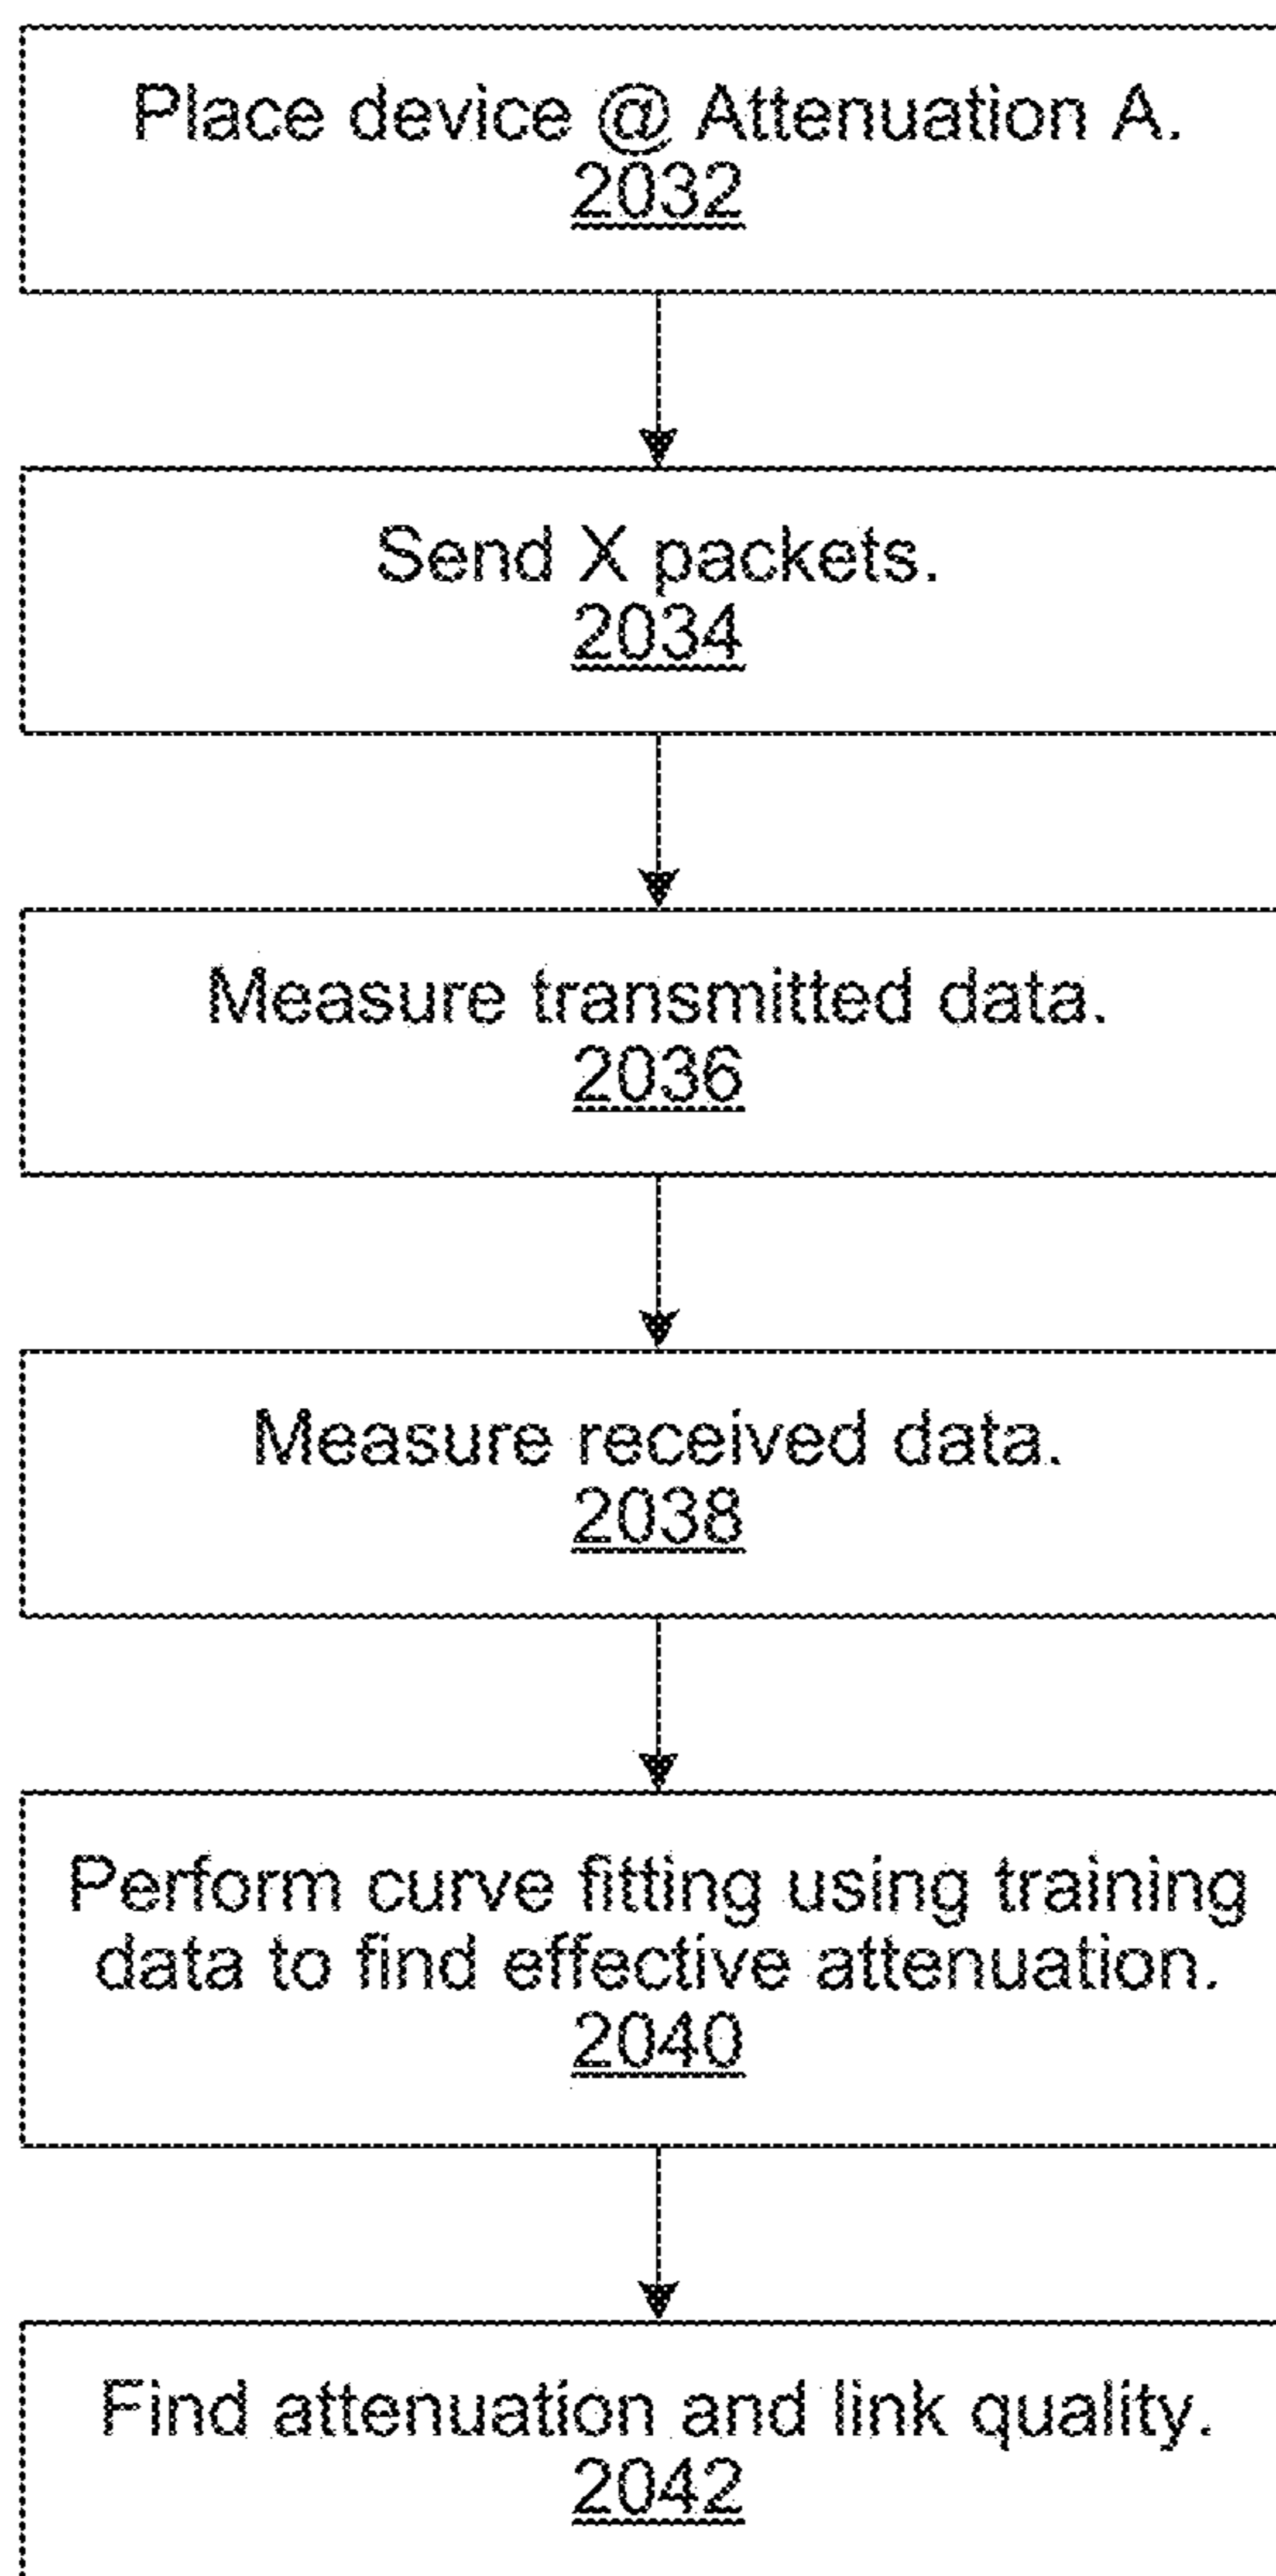 Place device @ Attenuation A.
2032
Send X packets.
2034
Measure transmitted data.
2036
Measure received data.
2038
Perform curve fitting using training
data to find effective attenuation.
2040
Find attenuation and link quality.
2042